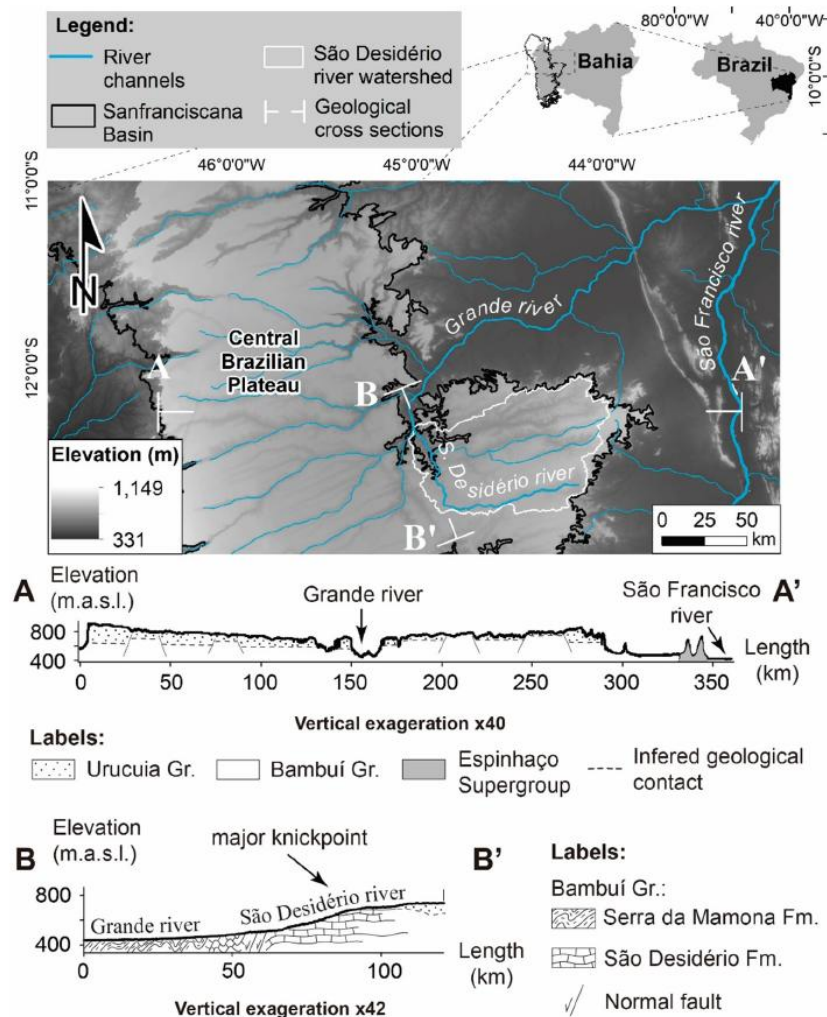 Legend:
River channels
São Desidério river watershed
Sanfranciscana Basin
Geological cross sections
Bahia
80°0'0"W
40°0'0"W
Brazil
10°0'0"S
46°0'0"W
45°0'0"W
44°0'0"W
11°0'0"S
12°0'0"S
N
Central
Brazilian
Plateau
A
A'
B
B'
Grande river
São Francisco river
S. Desidério river
Elevation (m)
1,149
331
0 25 50
km
A
Elevation
(m.a.s.l.)
Grande river
São Francisco
river
A'
800
400
0 50 100 150 200 250 300 350
Length
(km)
Vertical exageration x40
Labels:
Urucuia Gr.
Bambuí Gr.
Espinhaço
Supergroup
Infered geological
contact
B
Elevation
(m.a.s.l.)
major knickpoint
B'
800
400
Grande river
São Desidério river
0 50 100
Length
(km)
Vertical exageration x42
Labels:
Bambuí Gr.:
Serra da Mamona Fm.
São Desidério Fm.
Normal fault